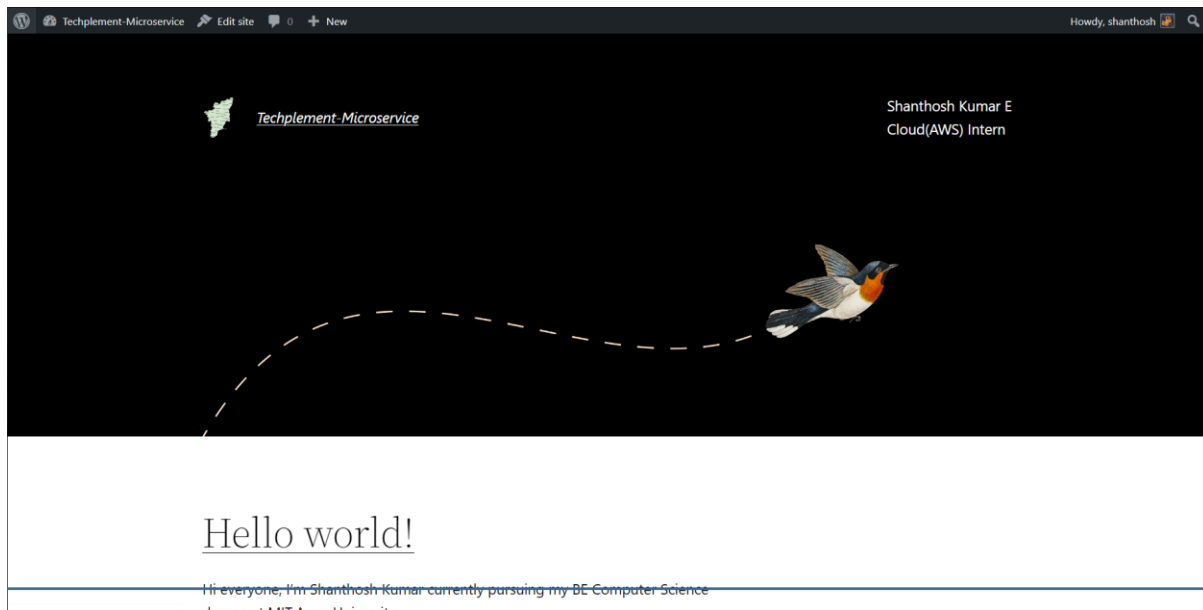 Techplement-Microservice Edit site 0 New
Howdy, shanthosh
Techplement-Microservice
Shanthosh Kumar E
Cloud(AWS) Intern
Hello world!
Hi everyone, I'm Shanthosh Kumar currently pursuing my BE Computer Science
MIT